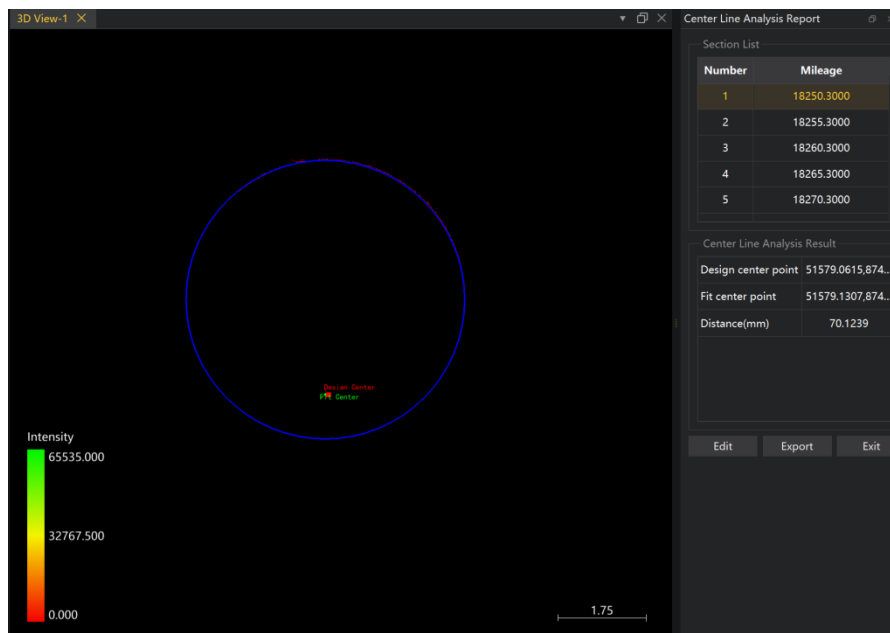 3D View-1
Center Line Analysis Report
Section List
Number Mileage
1 18250.3000
2 18255.3000
3 18260.3000
4 18265.3000
5 18270.3000
Center Line Analysis Result
Design center point 51579.0615,874...
Fit center point 51579.1307,874...
Distance(mm) 70.1239
Edit Export Exit
Design Center
Fit Center
Intensity
65535.000
32767.500
0.000
1.75